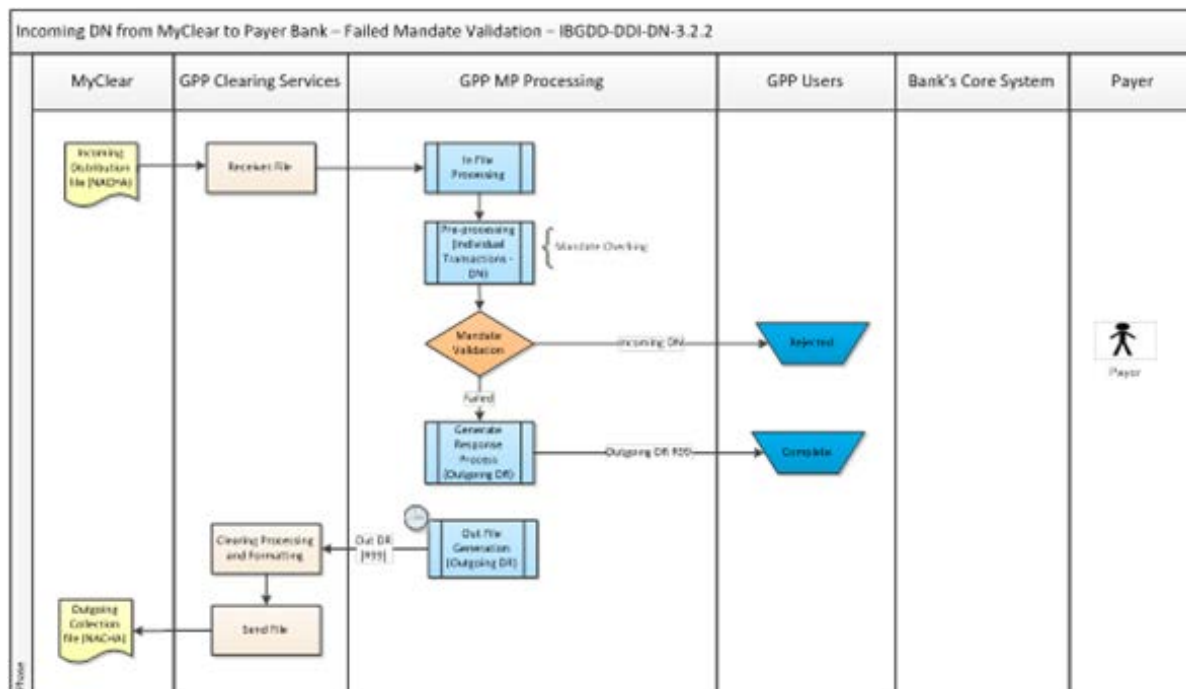 Incoming DN from MyClear to Payer Bank – Failed Mandate Validation – IBGDD-DDI-DN-3.2.2
MyClear
GPP Clearing Services
GPP MP Processing
GPP Users
Bank's Core System
Payer
Incoming
Distribution
file (NACHA)
Receives File
In File
Processing
Pre-processing
(Individual
Transactions -
DN)
Mandate Checking
Mandate
Validation
Incoming DN
Rejected
Payer
Failed
Generate
Response
Process
(Outgoing DR)
Outgoing DR R99
Complete
Clearing Processing
and Formatting
Out DR
(R99)
Out File
Generation
(Outgoing DR)
Outgoing
Collection
file (NACHA)
Send File
Phase